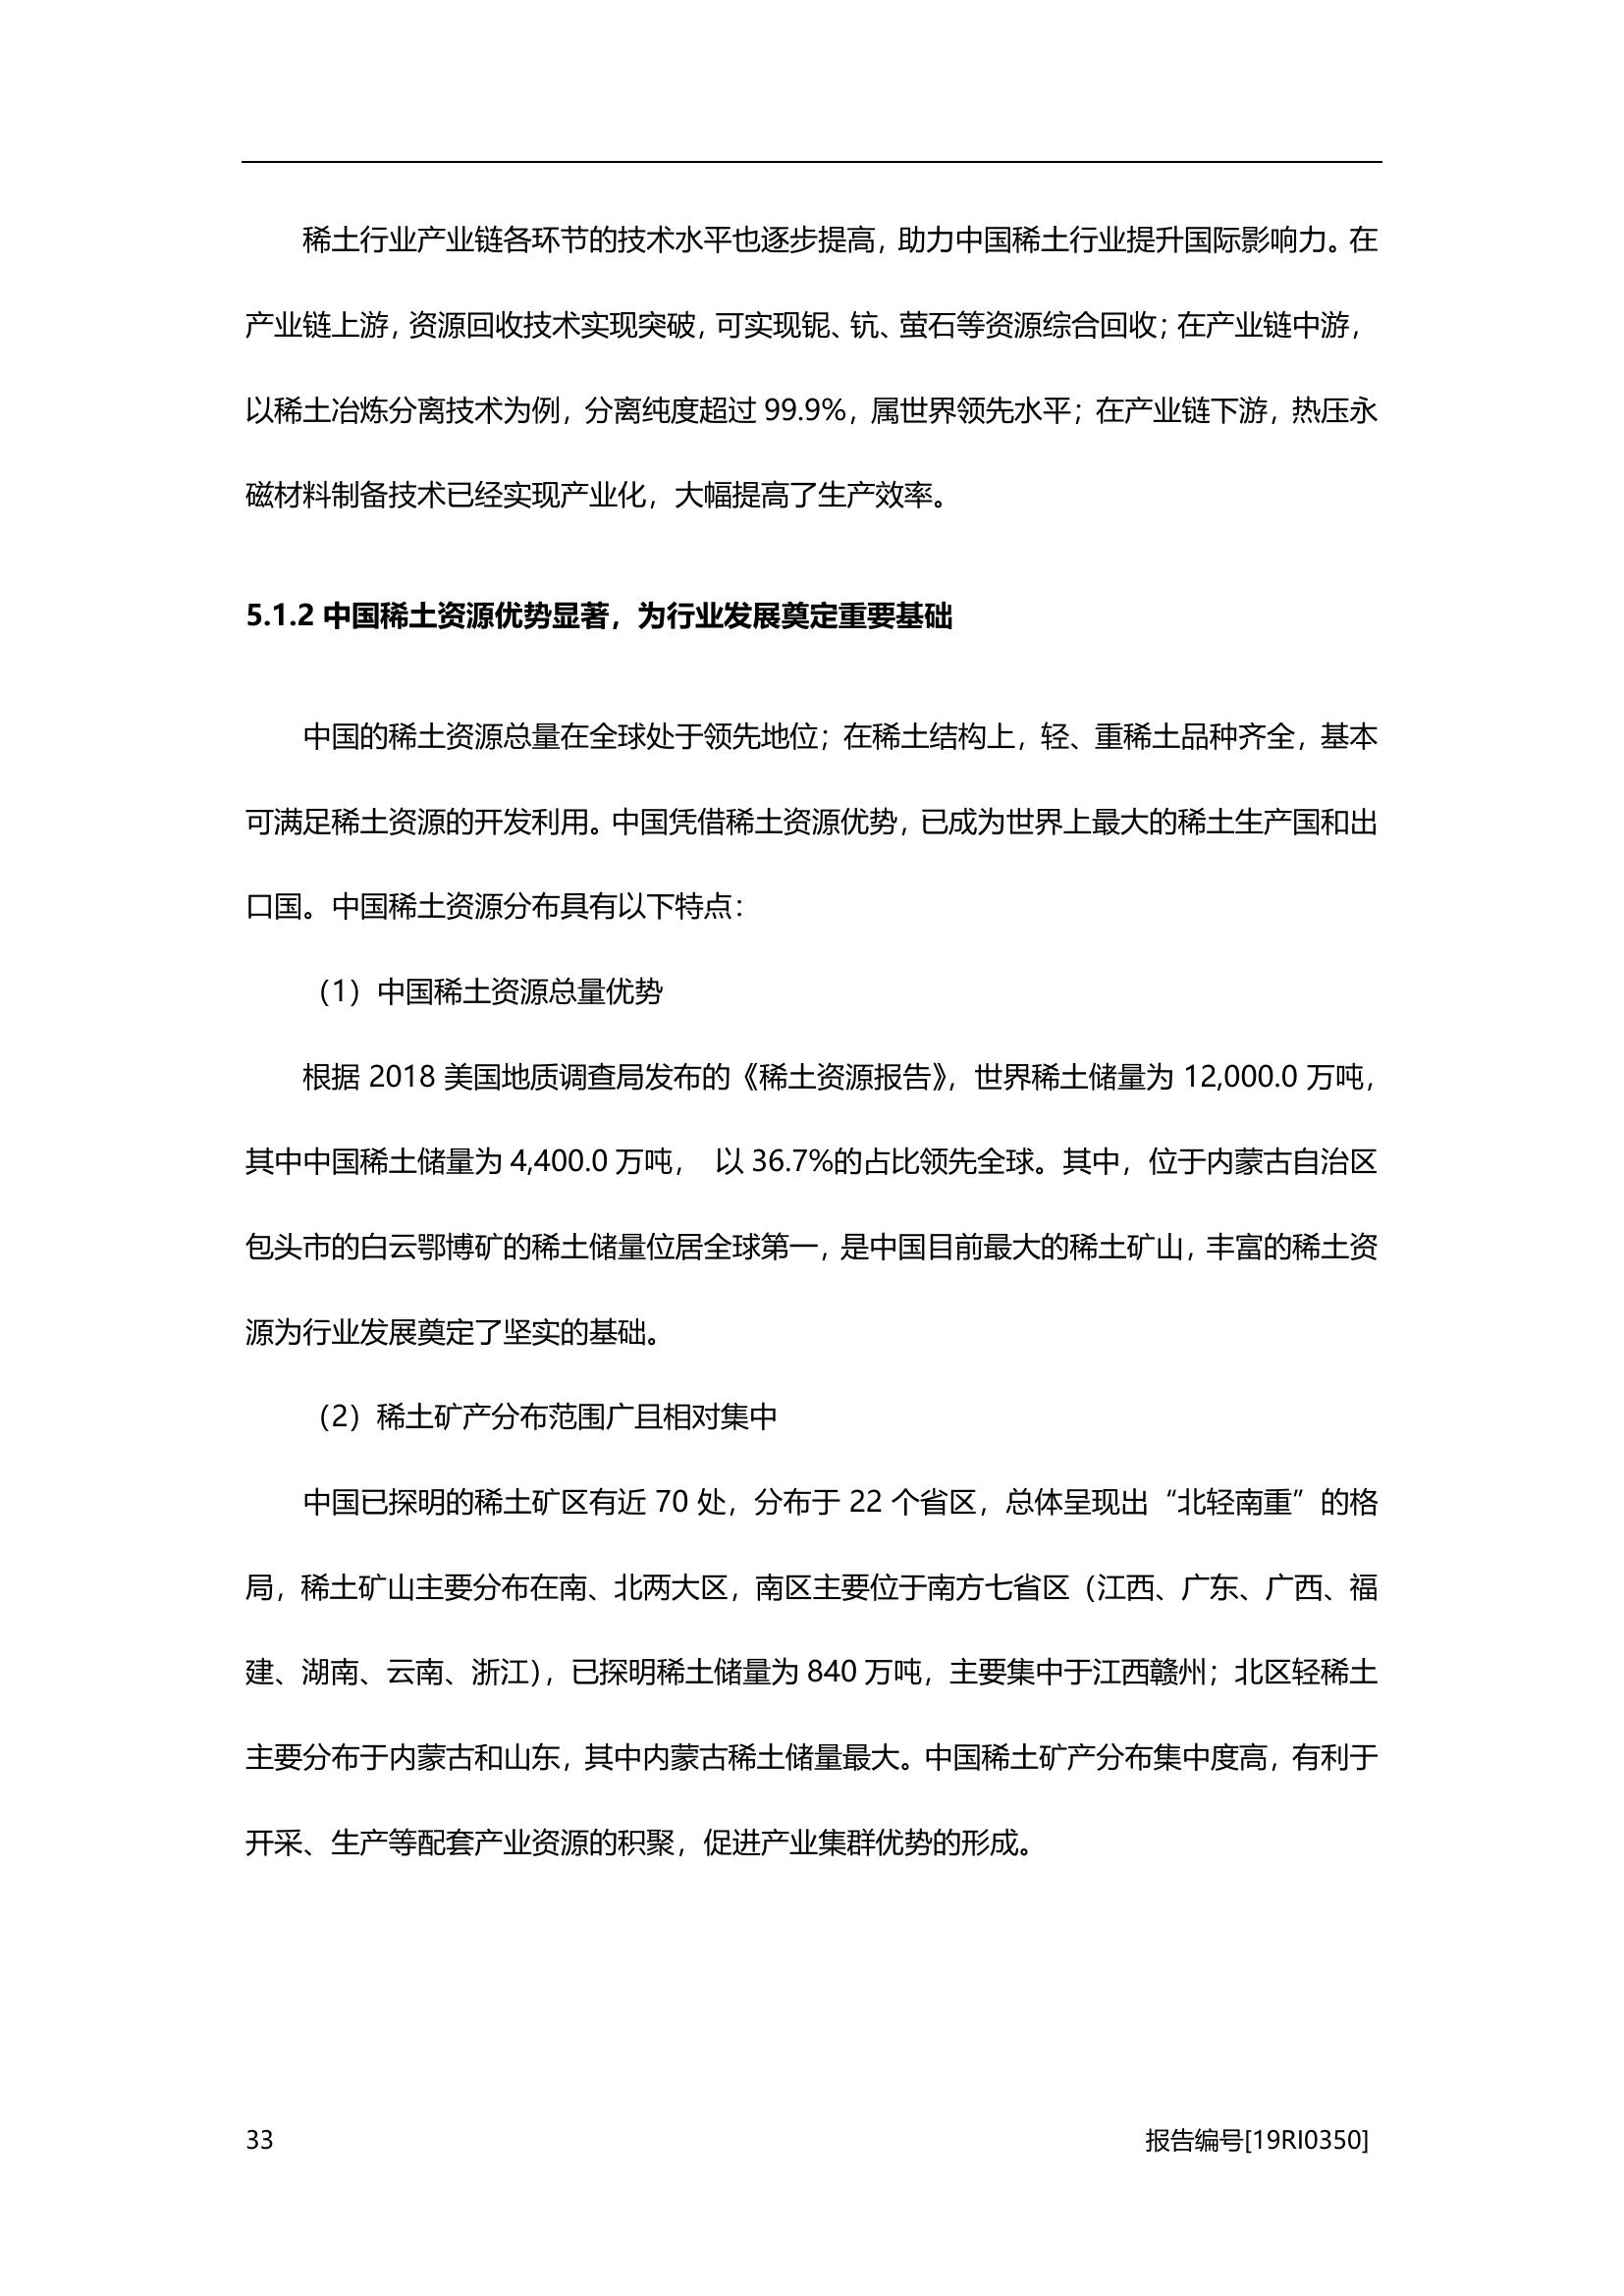 稀土行业产业链各环节的技术水平也逐步提高，助力中国稀土行业提升国际影响力。在
产业链上游，资源回收技术实现突破，可实现铌、钪、萤石等资源综合回收；在产业链中游，
以稀土冶炼分离技术为例，分离纯度超过 99.9%，属世界领先水平；在产业链下游，热压永
磁材料制备技术已经实现产业化，大幅提高了生产效率。
5.1.2 中国稀土资源优势显著，为行业发展奠定重要基础
中国的稀土资源总量在全球处于领先地位；在稀土结构上，轻、重稀土品种齐全，基本
可满足稀土资源的开发利用。中国凭借稀土资源优势，已成为世界上最大的稀土生产国和出
口国。中国稀土资源分布具有以下特点：
（1）中国稀土资源总量优势
根据 2018 美国地质调查局发布的《稀土资源报告》，世界稀土储量为 12,000.0 万吨，
其中中国稀土储量为 4,400.0 万吨， 以 36.7%的占比领先全球。其中，位于内蒙古自治区
包头市的白云鄂博矿的稀土储量位居全球第一，是中国目前最大的稀土矿山，丰富的稀土资
源为行业发展奠定了坚实的基础。
（2）稀土矿产分布范围广且相对集中
中国已探明的稀土矿区有近 70 处，分布于 22 个省区，总体呈现出“北轻南重”的格
局，稀土矿山主要分布在南、北两大区，南区主要位于南方七省区（江西、广东、广西、福
建、湖南、云南、浙江），已探明稀土储量为 840 万吨，主要集中于江西赣州；北区轻稀土
主要分布于内蒙古和山东，其中内蒙古稀土储量最大。中国稀土矿产分布集中度高，有利于
开采、生产等配套产业资源的积聚，促进产业集群优势的形成。
33 报告编号[19RI0350]